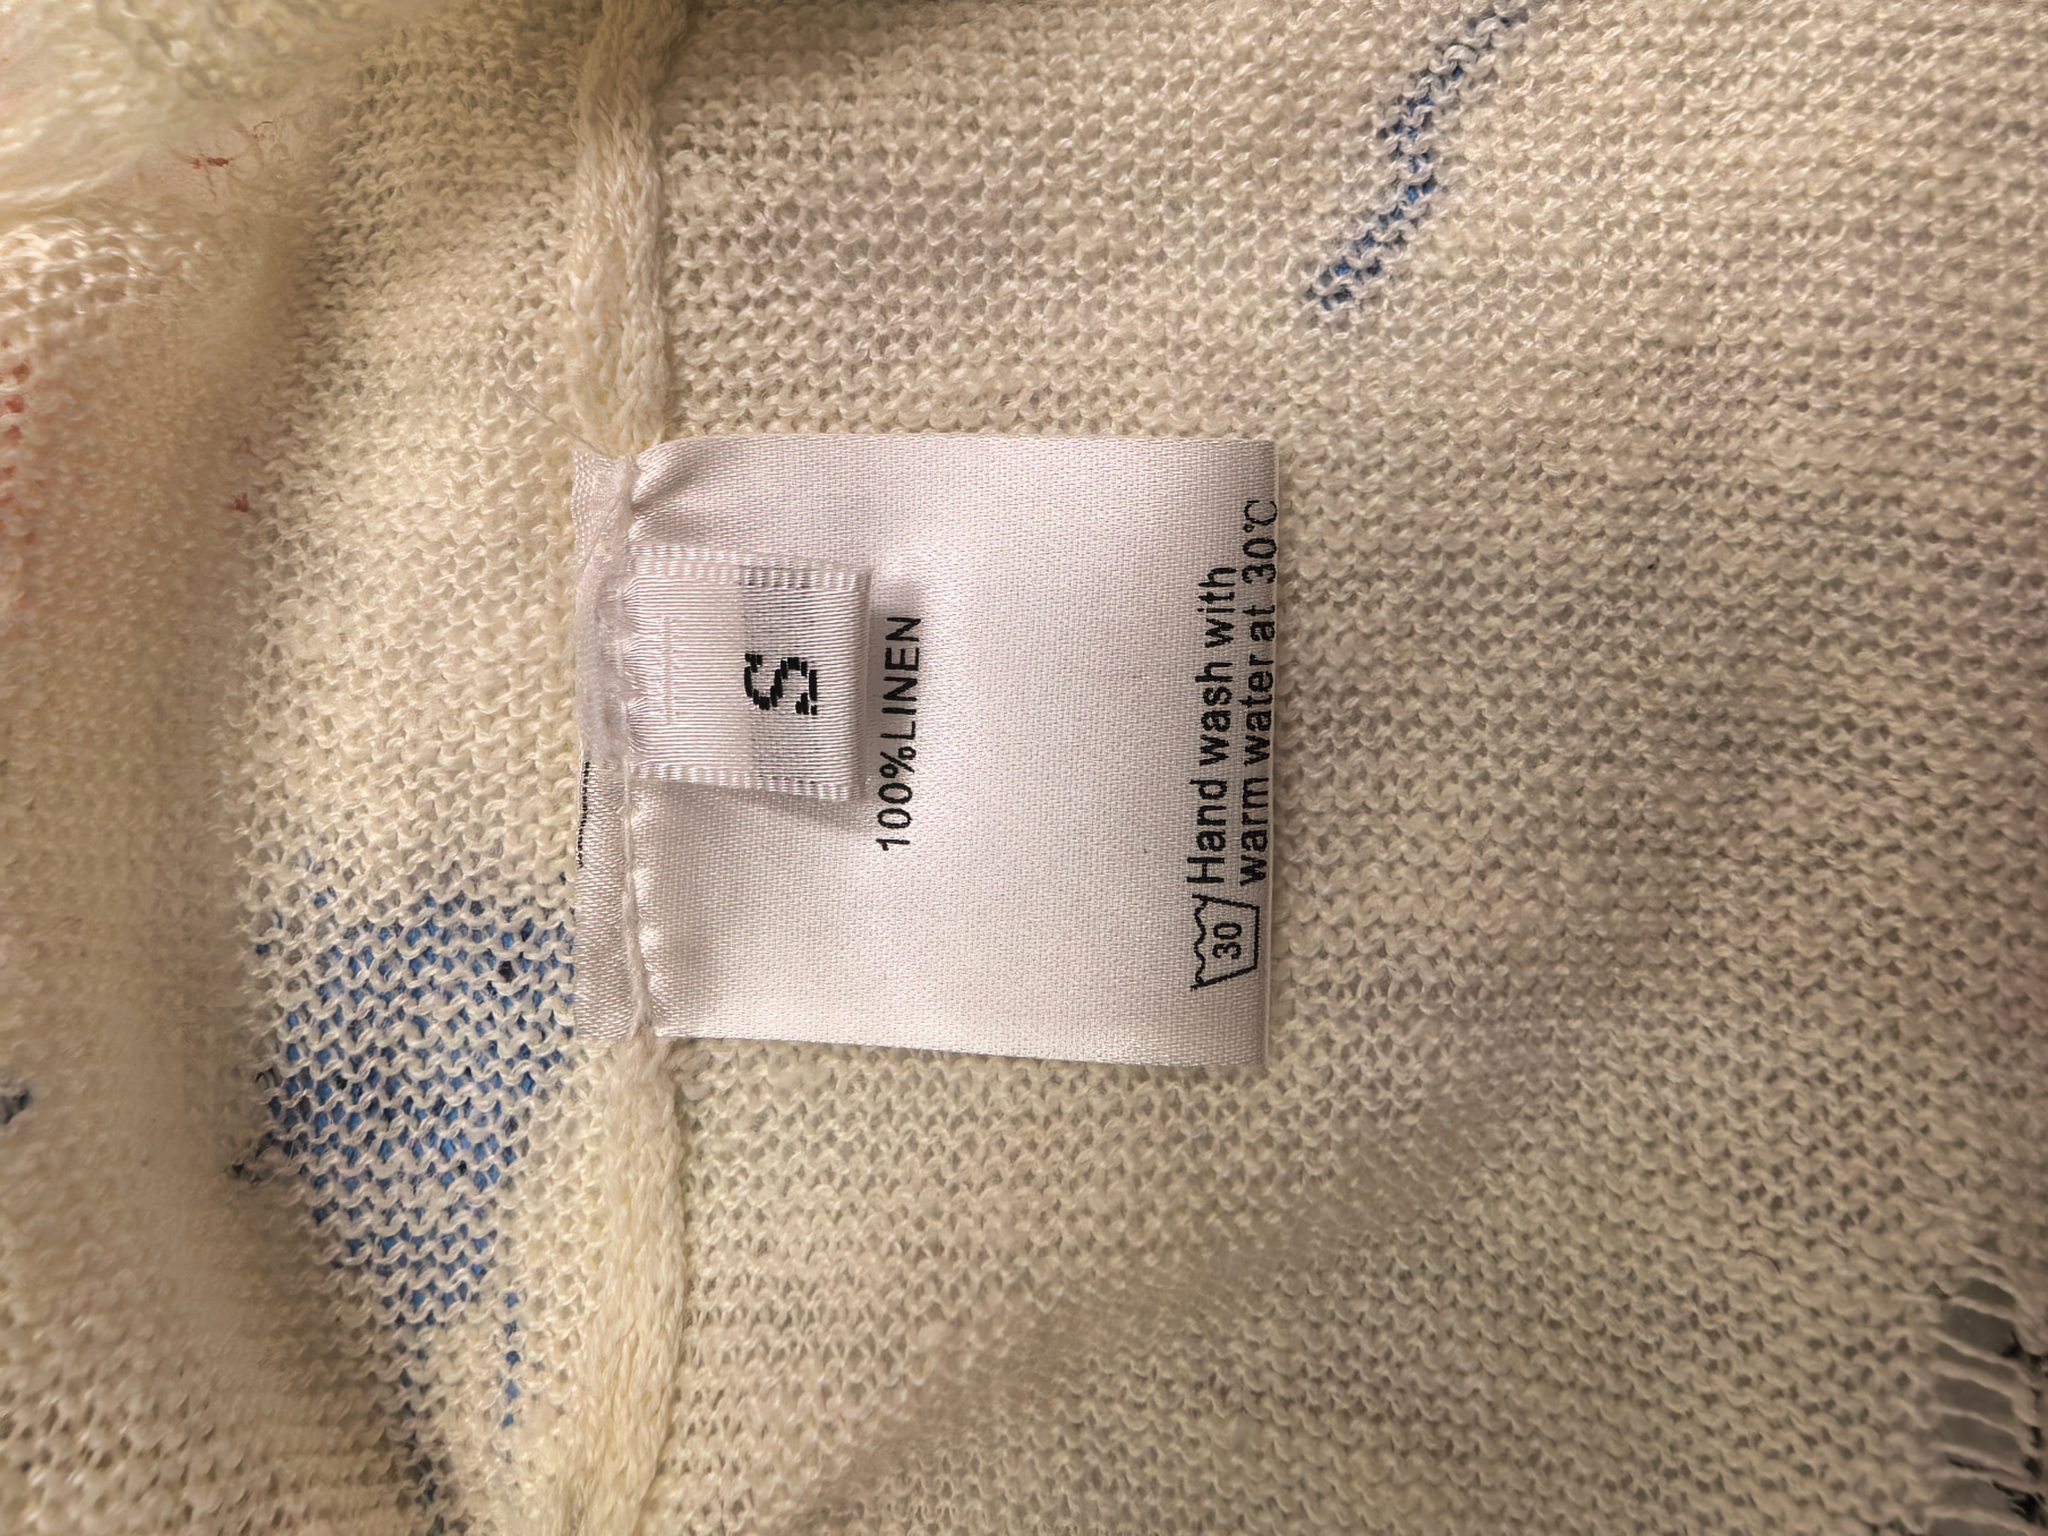 S
100%LINEN
30 Hand wash with
warm water at 30℃